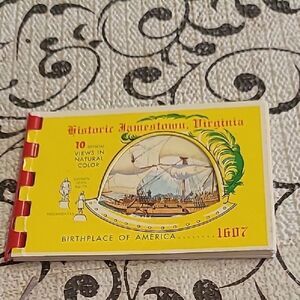 Historic Jamestown, Virginia
10
VIEWS IN
NATURAL
COLOR
BIRTHPLACE OF AMERICA........1607